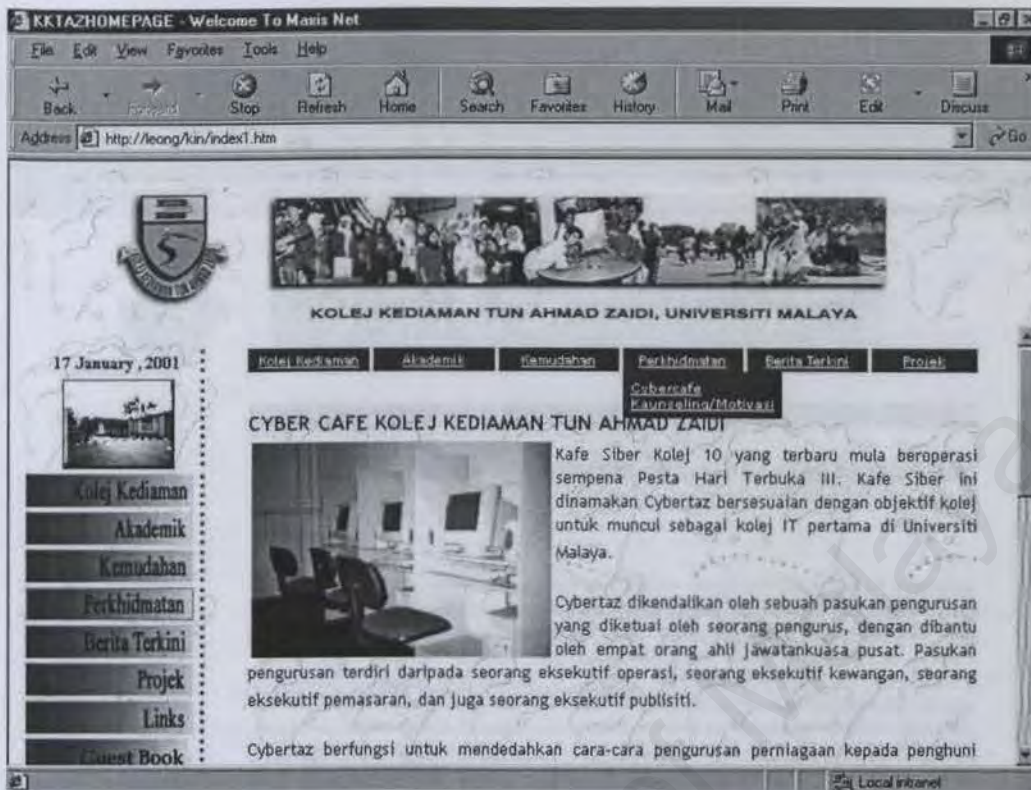 KKTAZHOMEPAGE - Welcome To Maxis Net
File Edit View Favorites Tools Help
Back Forward Stop Refresh Home Search Favorites History Mail Print Edit Discuss
Address http://leong/kin/index1.htm Go
KOLEJ KEDIAMAN TUN AHMAD ZAIDI, UNIVERSITI MALAYA
17 January , 2001
Kolej Kediaman Akademik Kemudahan Perkhidmatan Berita Terkini Projek
Cybercafe
Kaunseling/Motivasi
Kolej Kediaman
Akademik
Kemudahan
Perkhidmatan
Berita Terkini
Projek
Links
Guest Book
CYBER CAFE KOLEJ KEDIAMAN TUN AHMAD ZAIDI
Kafe Siber Kolej 10 yang terbaru mula beroperasi
sempena Pesta Hari Terbuka III. Kafe Siber ini
dinamakan Cybertaz bersesuaian dengan objektif kolej
untuk muncul sebagai kolej IT pertama di Universiti
Malaya.
Cybertaz dikendalikan oleh sebuah pasukan pengurusan
yang diketuai oleh seorang pengurus, dengan dibantu
oleh empat orang ahli jawatankuasa pusat. Pasukan
pengurusan terdiri daripada seorang eksekutif operasi, seorang eksekutif kewangan, seorang
eksekutif pemasaran, dan juga seorang eksekutif publisiti.
Cybertaz berfungsi untuk mendedahkan cara-cara pengurusan perniagaan kepada penghuni
Local intranet